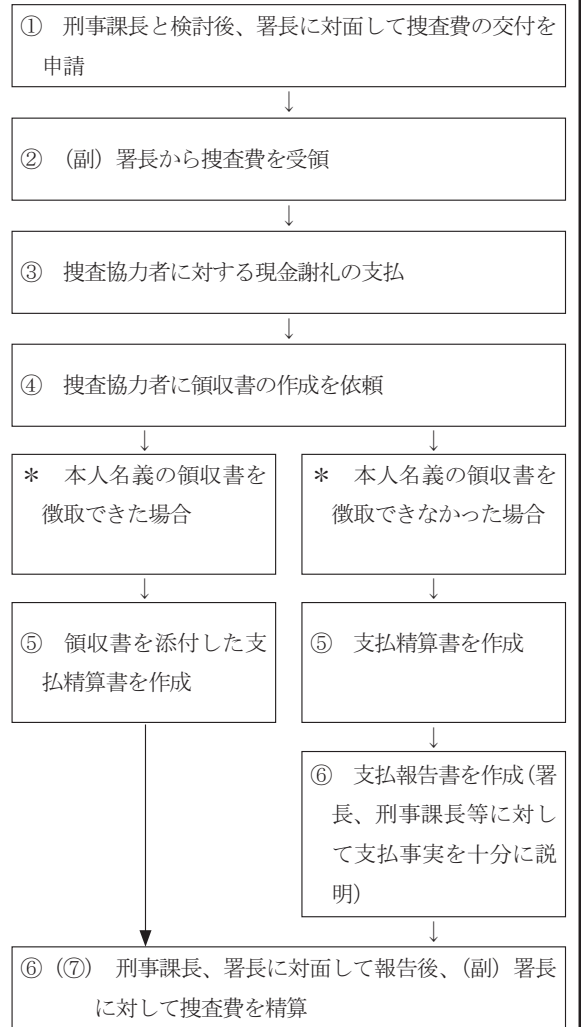 ① 刑事課長と検討後、署長に対面して捜査費の交付を
申請
↓
② (副) 署長から捜査費を受領
↓
③ 捜査協力者に対する現金謝礼の支払
↓
④ 捜査協力者に領収書の作成を依頼
↓ ↓
＊ 本人名義の領収書を
徴取できた場合
＊ 本人名義の領収書を
徴取できなかった場合
↓ ↓
⑤ 領収書を添付した支
払精算書を作成
⑤ 支払精算書を作成
↓
⑥ 支払報告書を作成(署
長、刑事課長等に対し
て支払事実を十分に説
明)
↓
⑥ (⑦) 刑事課長、署長に対面して報告後、(副) 署長
に対して捜査費を精算